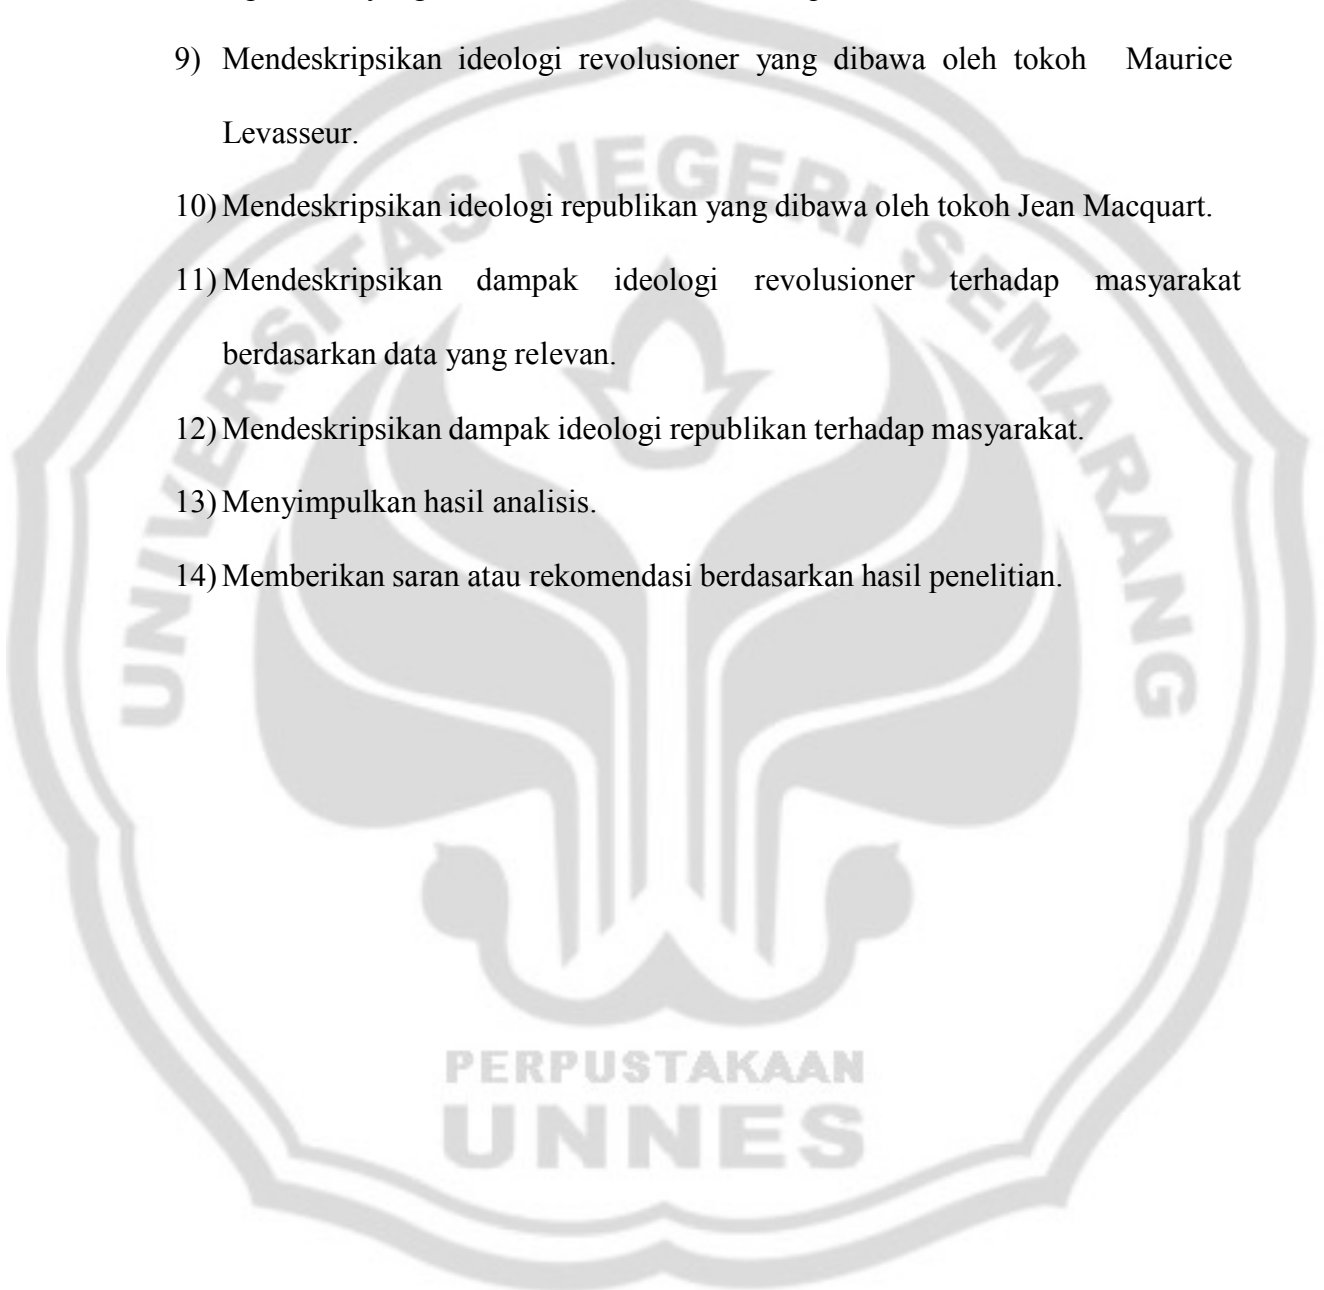 9) Mendeskripsikan ideologi revolusioner yang dibawa oleh tokoh Maurice
Levasseur.
10) Mendeskripsikan ideologi republikan yang dibawa oleh tokoh Jean Macquart.
11) Mendeskripsikan dampak ideologi revolusioner terhadap masyarakat
berdasarkan data yang relevan.
12) Mendeskripsikan dampak ideologi republikan terhadap masyarakat.
13) Menyimpulkan hasil analisis.
14) Memberikan saran atau rekomendasi berdasarkan hasil penelitian.
UNIVERSITAS NEGERI SEMARANG
PERPUSTAKAAN
UNNES